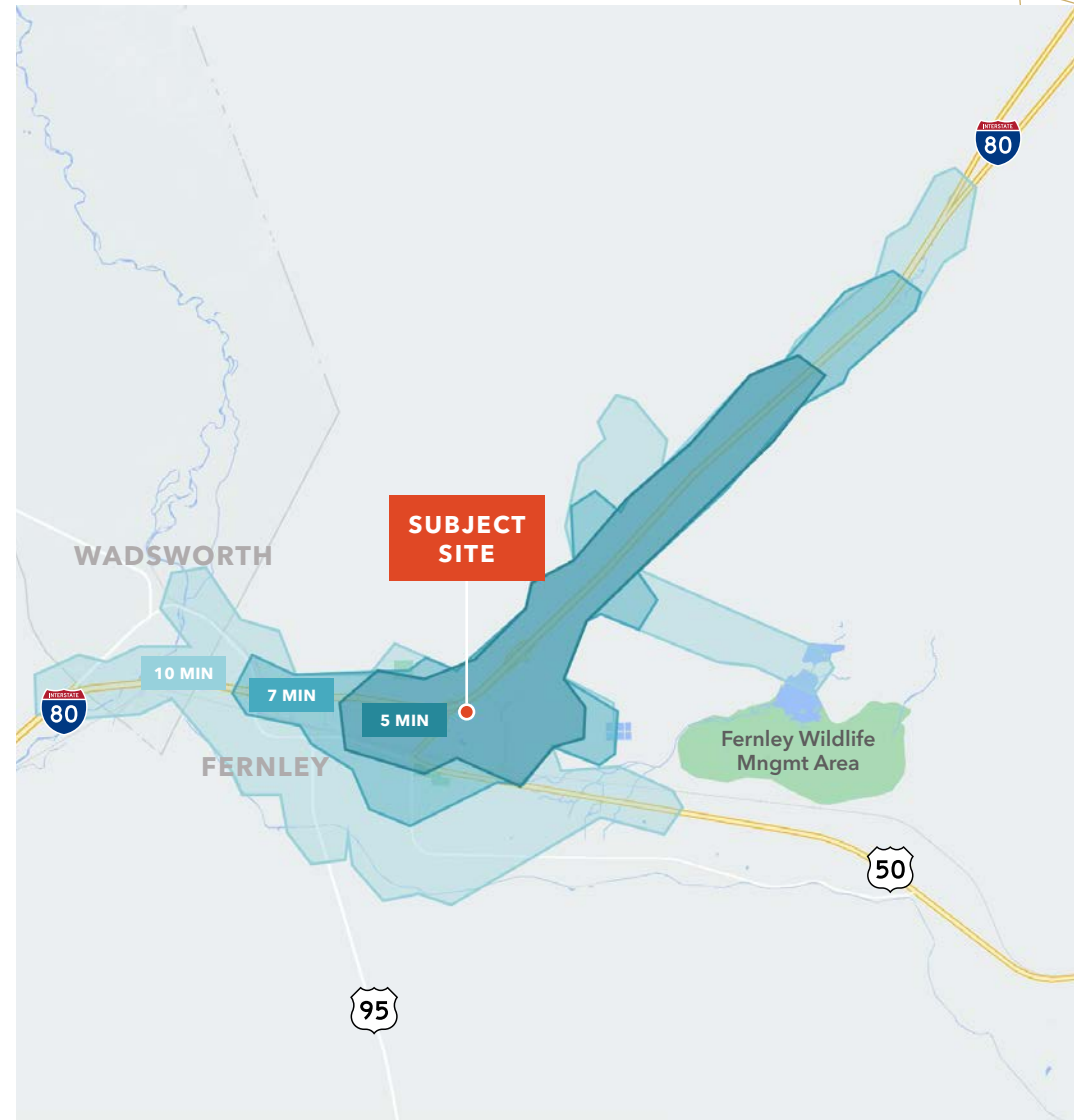 INTERSTATE
80
SUBJECT
SITE
WADSWORTH
10 MIN
7 MIN
5 MIN
INTERSTATE
80
FERNLEY
Fernley Wildlife
Mngmt Area
50
95